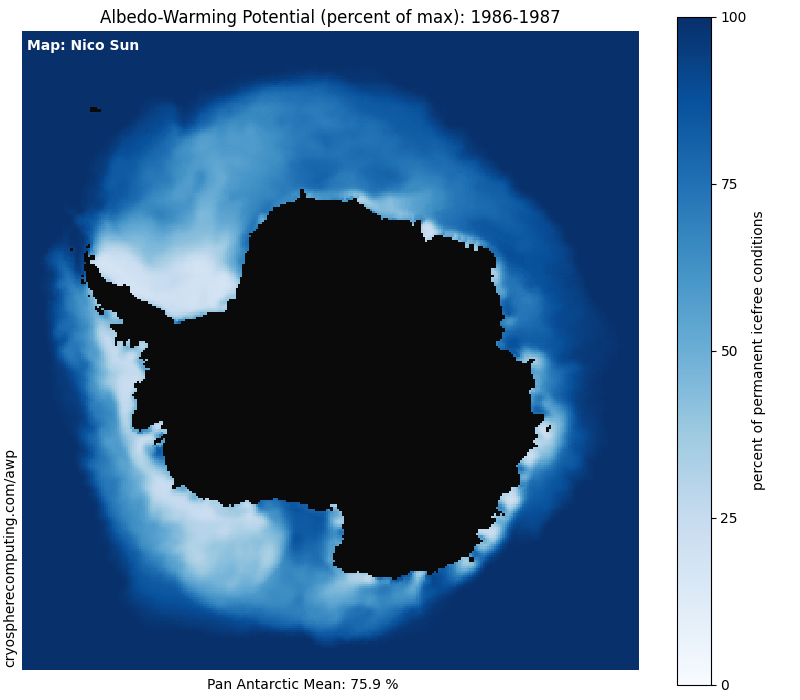 Albedo-Warming Potential (percent of max): 1986-1987
Map: Nico Sun
cryospherecomputing.com/awp
Pan Antarctic Mean: 75.9 %
100
75
50
25
0
percent of permanent icefree conditions